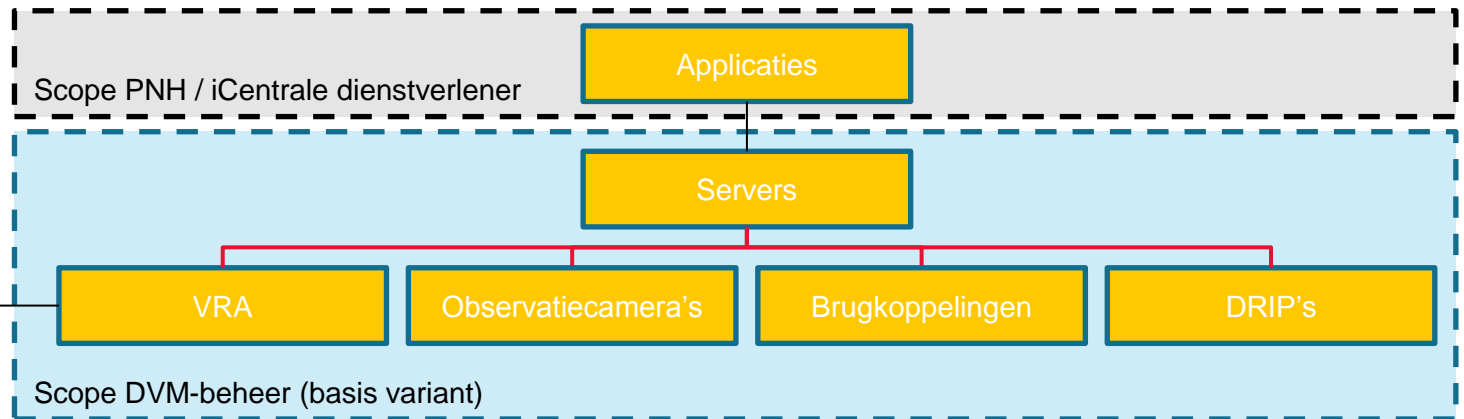 Applicaties
Scope PNH / iCentrale dienstverlener
Servers
VRA
Observatiecamera's
Brugkoppelingen
DRIP's
Scope DVM-beheer (basis variant)